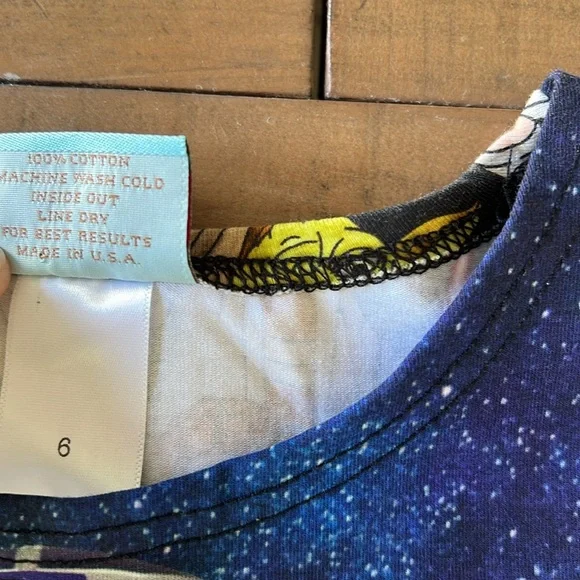 100% COTTON
MACHINE WASH COLD
INSIDE OUT
LINE DRY
FOR BEST RESULTS
MADE IN U.S.A.
6